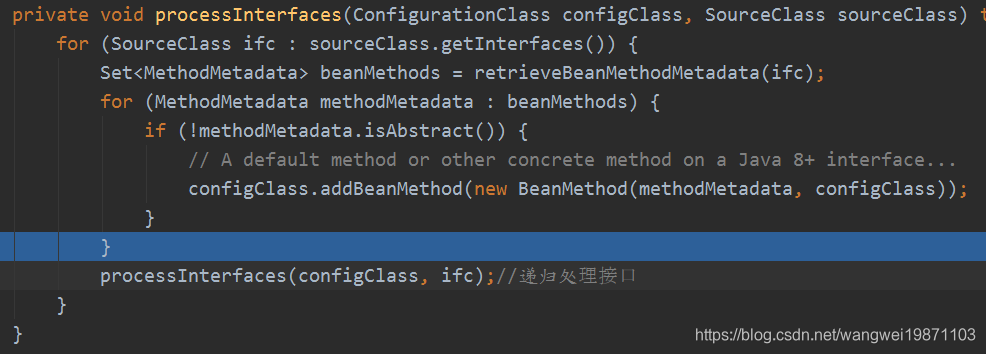 private void processInterfaces(ConfigurationClass configClass, SourceClass sourceClass) t
for (SourceClass ifc : sourceClass.getInterfaces()) {
Set<MethodMetadata> beanMethods = retrieveBeanMethodMetadata(ifc);
for (MethodMetadata methodMetadata : beanMethods) {
if (!methodMetadata.isAbstract()) {
// A default method or other concrete method on a Java 8+ interface...
configClass.addBeanMethod(new BeanMethod(methodMetadata, configClass));
}
}
processInterfaces(configClass, ifc);//递归处理接口
}
}
https://blog.csdn.net/wangwei19871103